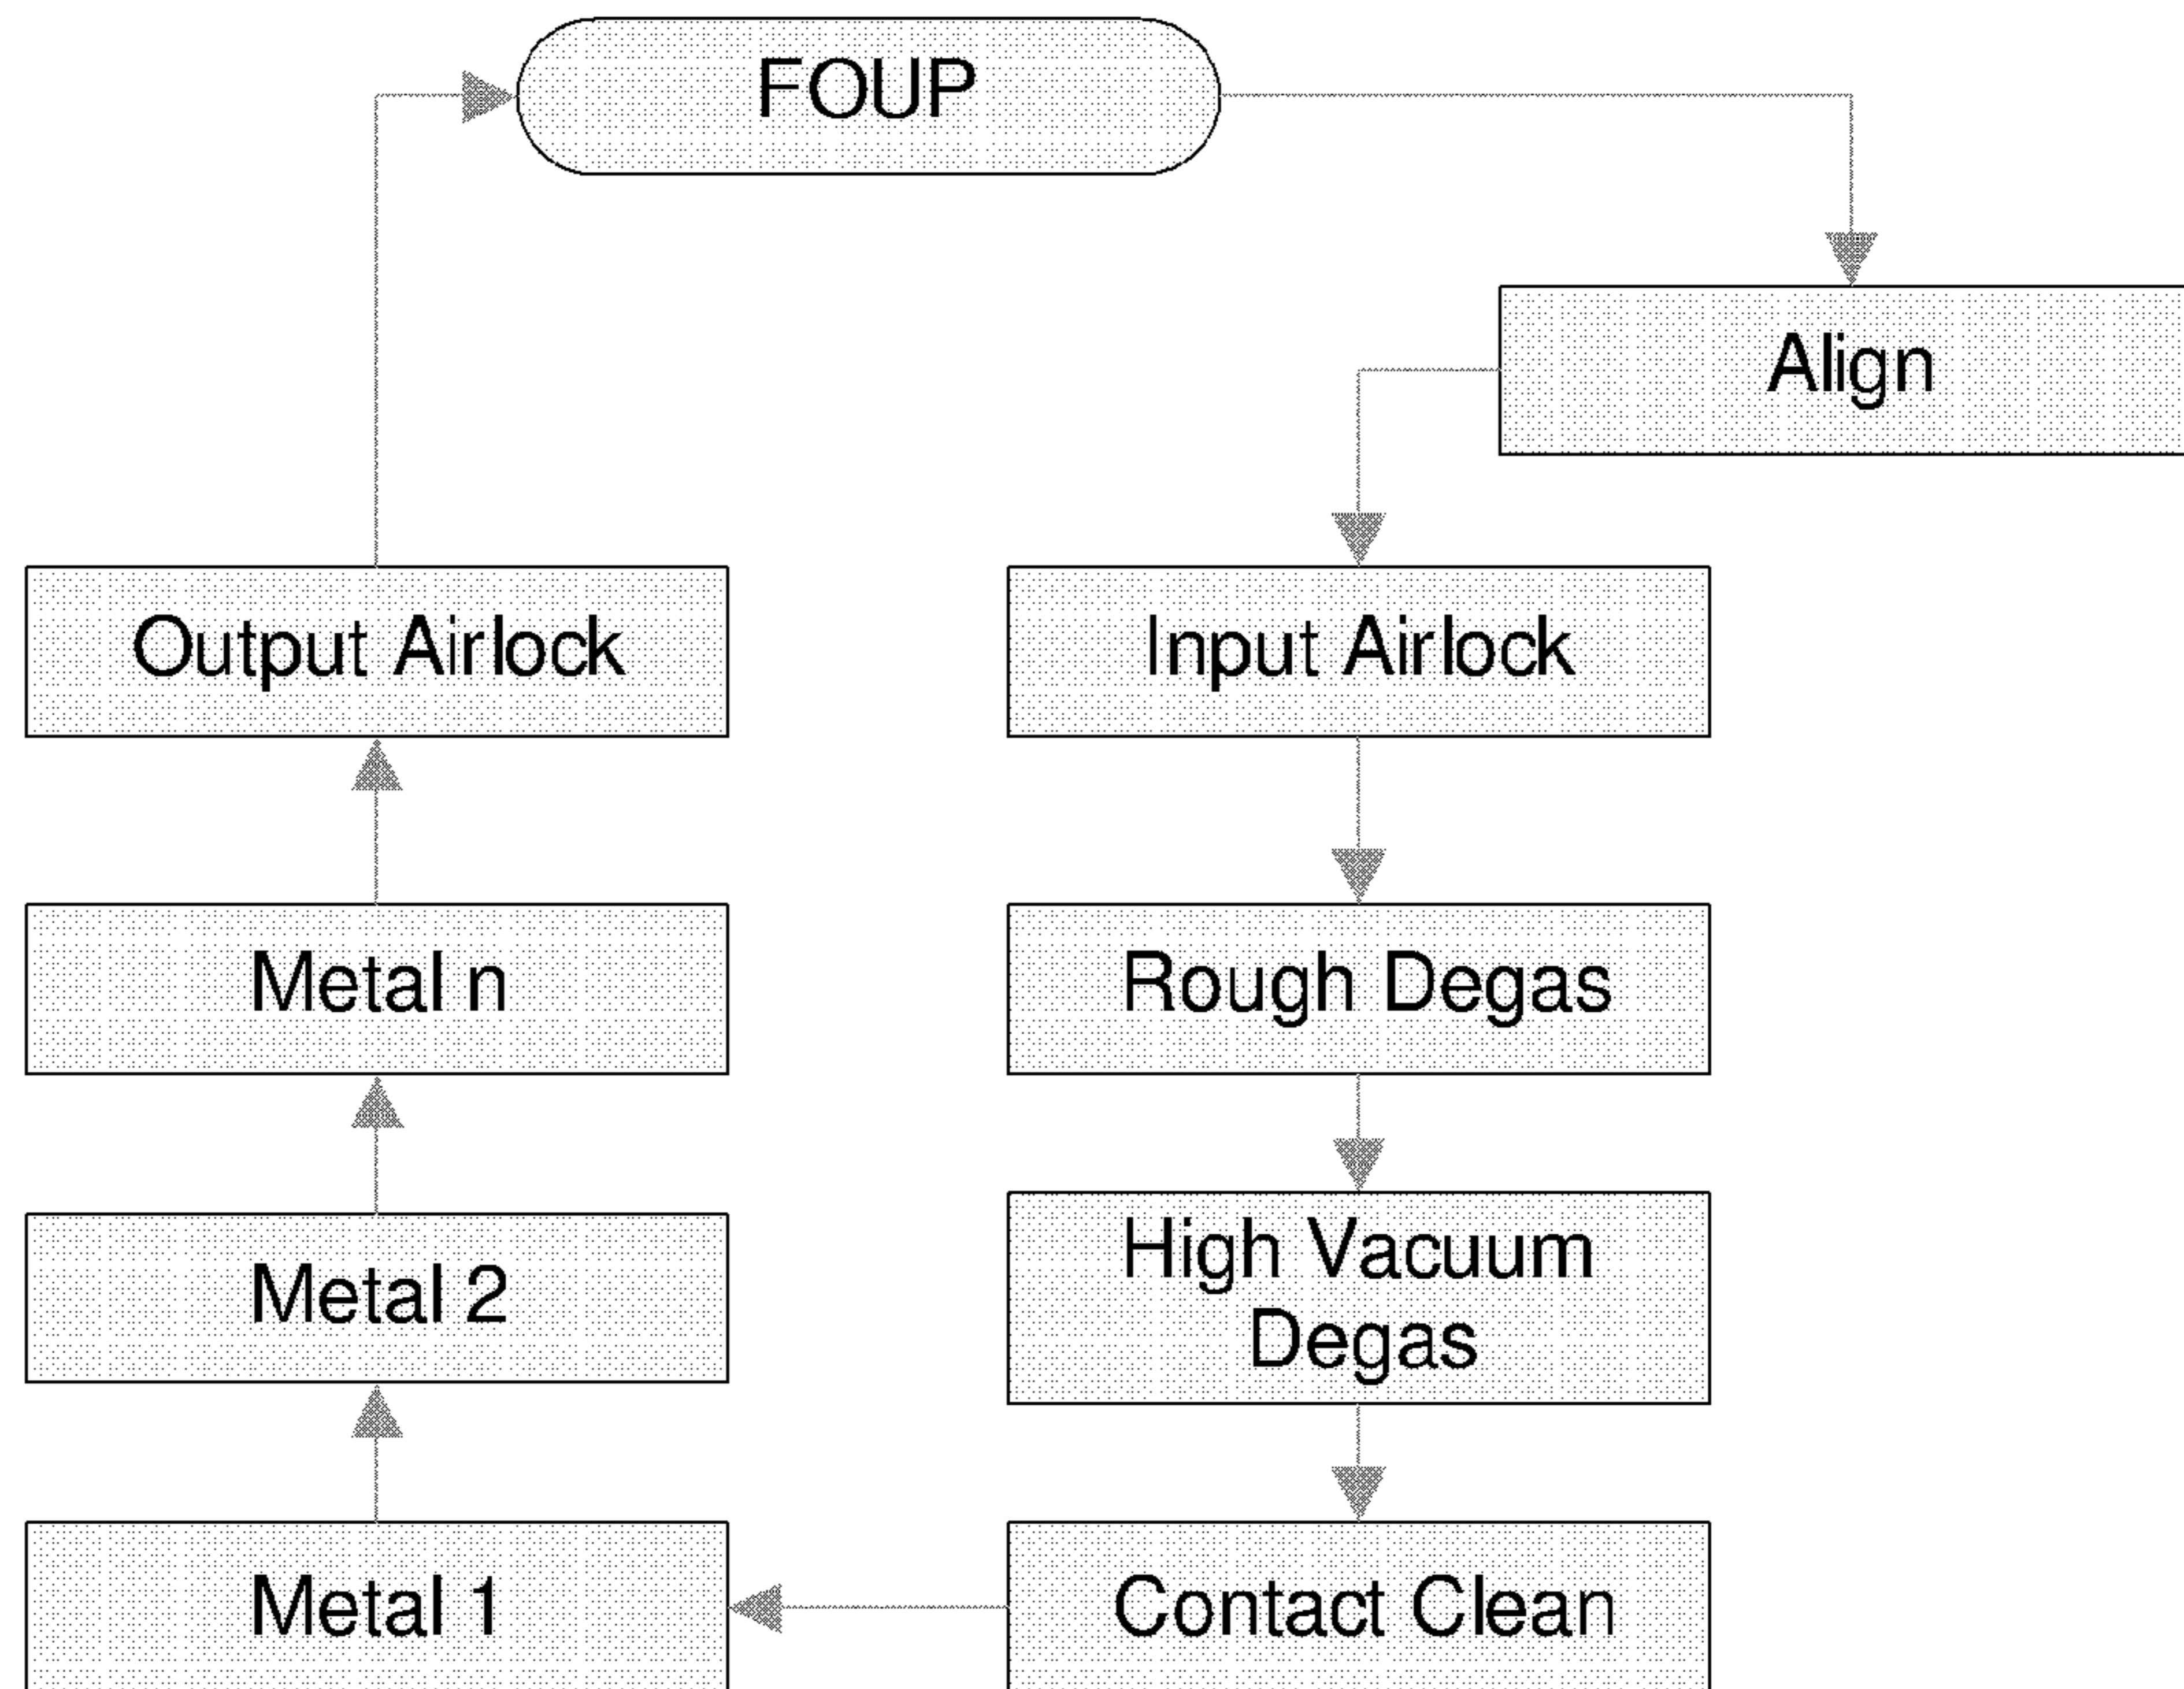 FOUP
Align
Output Airlock
Input Airlock
Metal n
Rough Degas
Metal 2
High Vacuum
Degas
Metal 1
Contact Clean